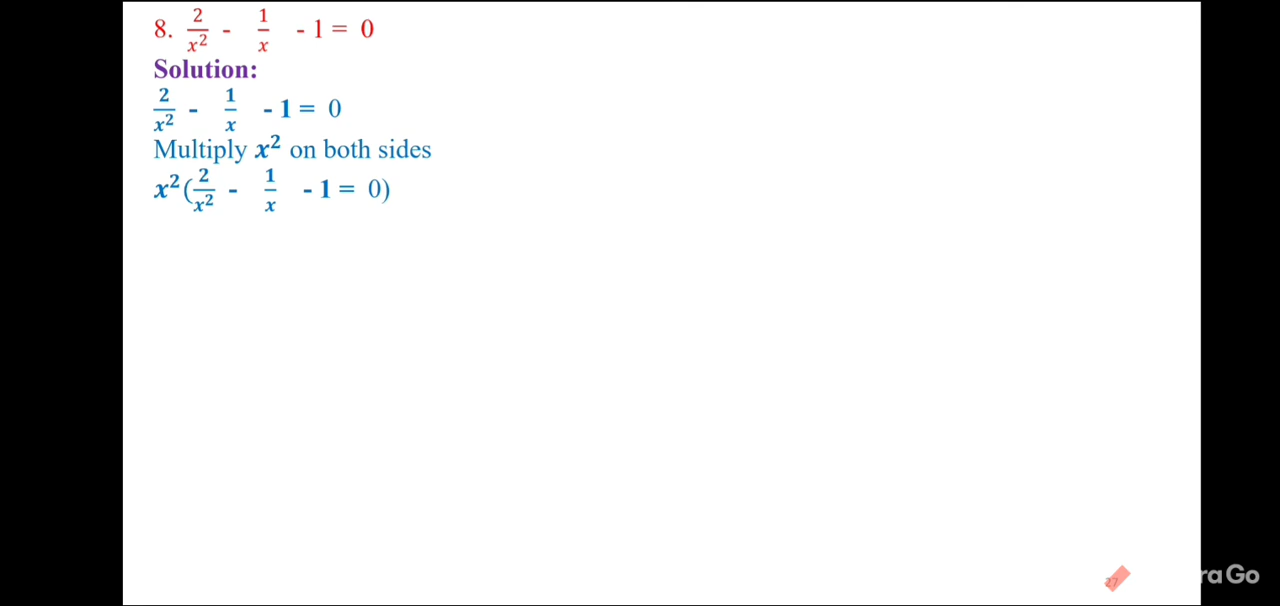 8. 2/x² - 1/x - 1 = 0
Solution:
2/x² - 1/x - 1 = 0
Multiply x² on both sides
x²(2/x² - 1/x - 1 = 0)
27
raGo